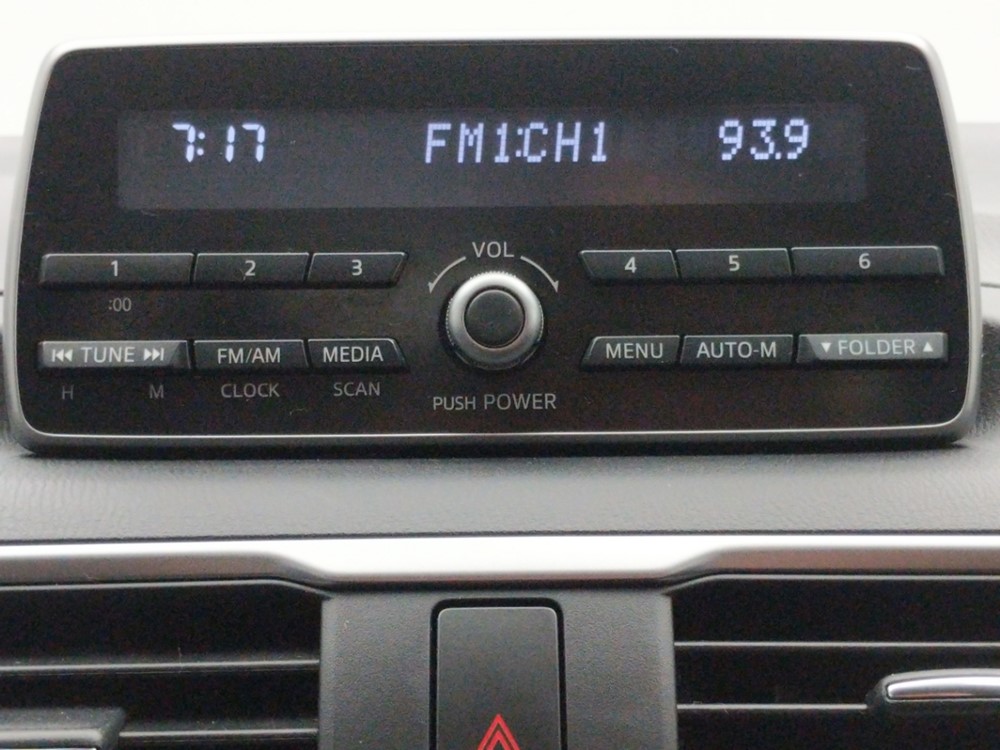 7:17 FM1:CH1 93.9
VOL
1 2 3 4 5 6
:00
⏮ TUNE ⏭ FM/AM MEDIA MENU AUTO-M ▼ FOLDER ▲
H M CLOCK SCAN
PUSH POWER